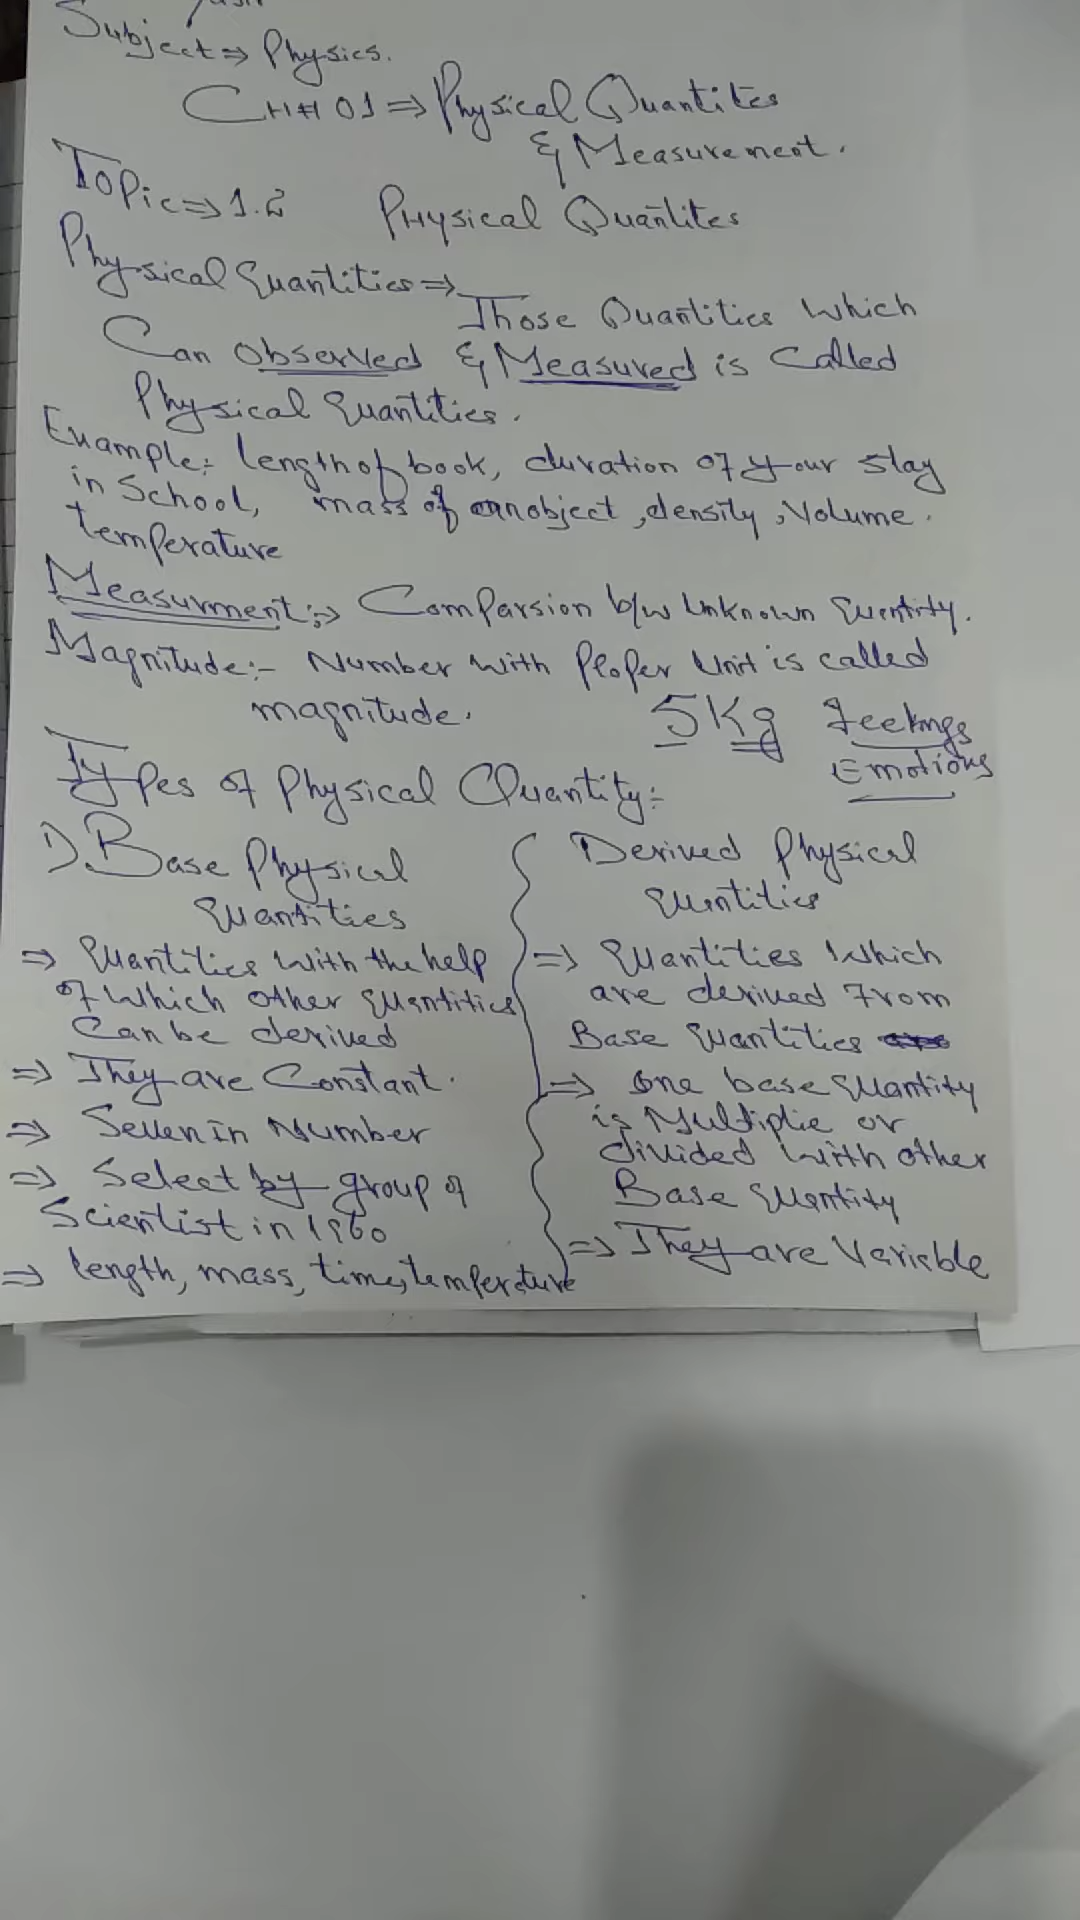 Subject ⇒ Physics.
CH # 01 ⇒ Physical Quantites
& Measurement.
Topic ⇒ 1.2 Physical Quantites
Physical Quantities ⇒
Those Quantities Which
Can Observed & Measured is Called
Physical Quantities.
Example: length of book, duration of your stay
in School, mass of an object, density, Volume.
temperature
Measurment:⇒ Comparsion b/w Unknown Quentity.
Magnitude:- Number with Proper Unit is called
magnitude.
5Kg Feelings
Emotions
Types of Physical Quantity:
1). Base Physical
Quantities
⇒ Quantities with the help
of Which other Quantities
Can be derived
⇒ They are Constant.
⇒ Seven in Number
⇒ Select by group of
Scientist in 1960
⇒ length, mass, time, temperature
Derived Physical
Quantities
⇒ Quantities Which
are derived From
Base Quantities
⇒ One base Quantity
is Multiplie or
divided with other
Base Quantity
⇒ They are Variable